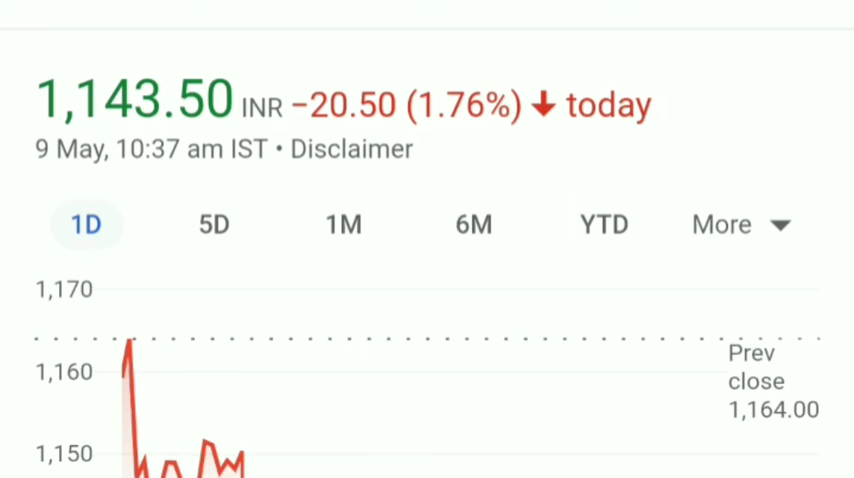 1,143.50 INR −20.50 (1.76%) ↓ today
9 May, 10:37 am IST • Disclaimer
1D 5D 1M 6M YTD More
1,170
Prev
1,160
close
1,164.00
1,150